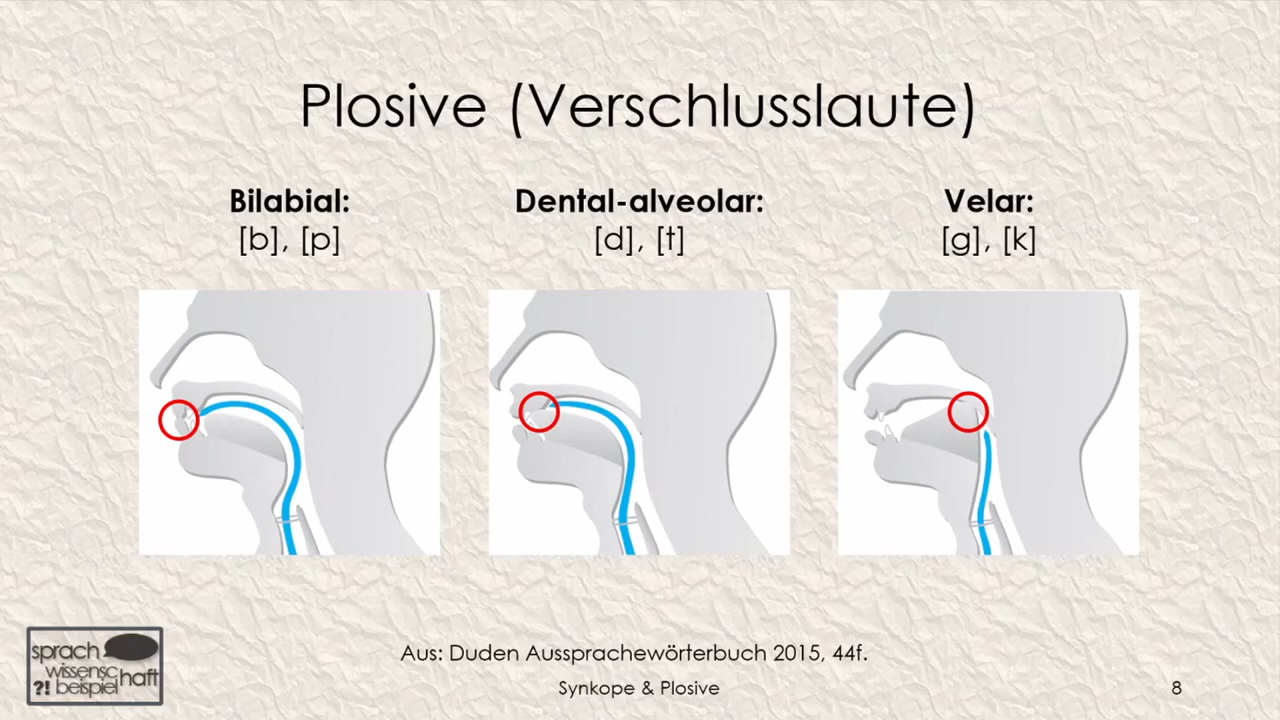 Plosive (Verschlusslaute)
Bilabial:
[b], [p]
Dental-alveolar:
[d], [t]
Velar:
[g], [k]
Aus: Duden Aussprachewörterbuch 2015, 44f.
sprach
wissensc
haft
?! beispiel
Synkope & Plosive
8